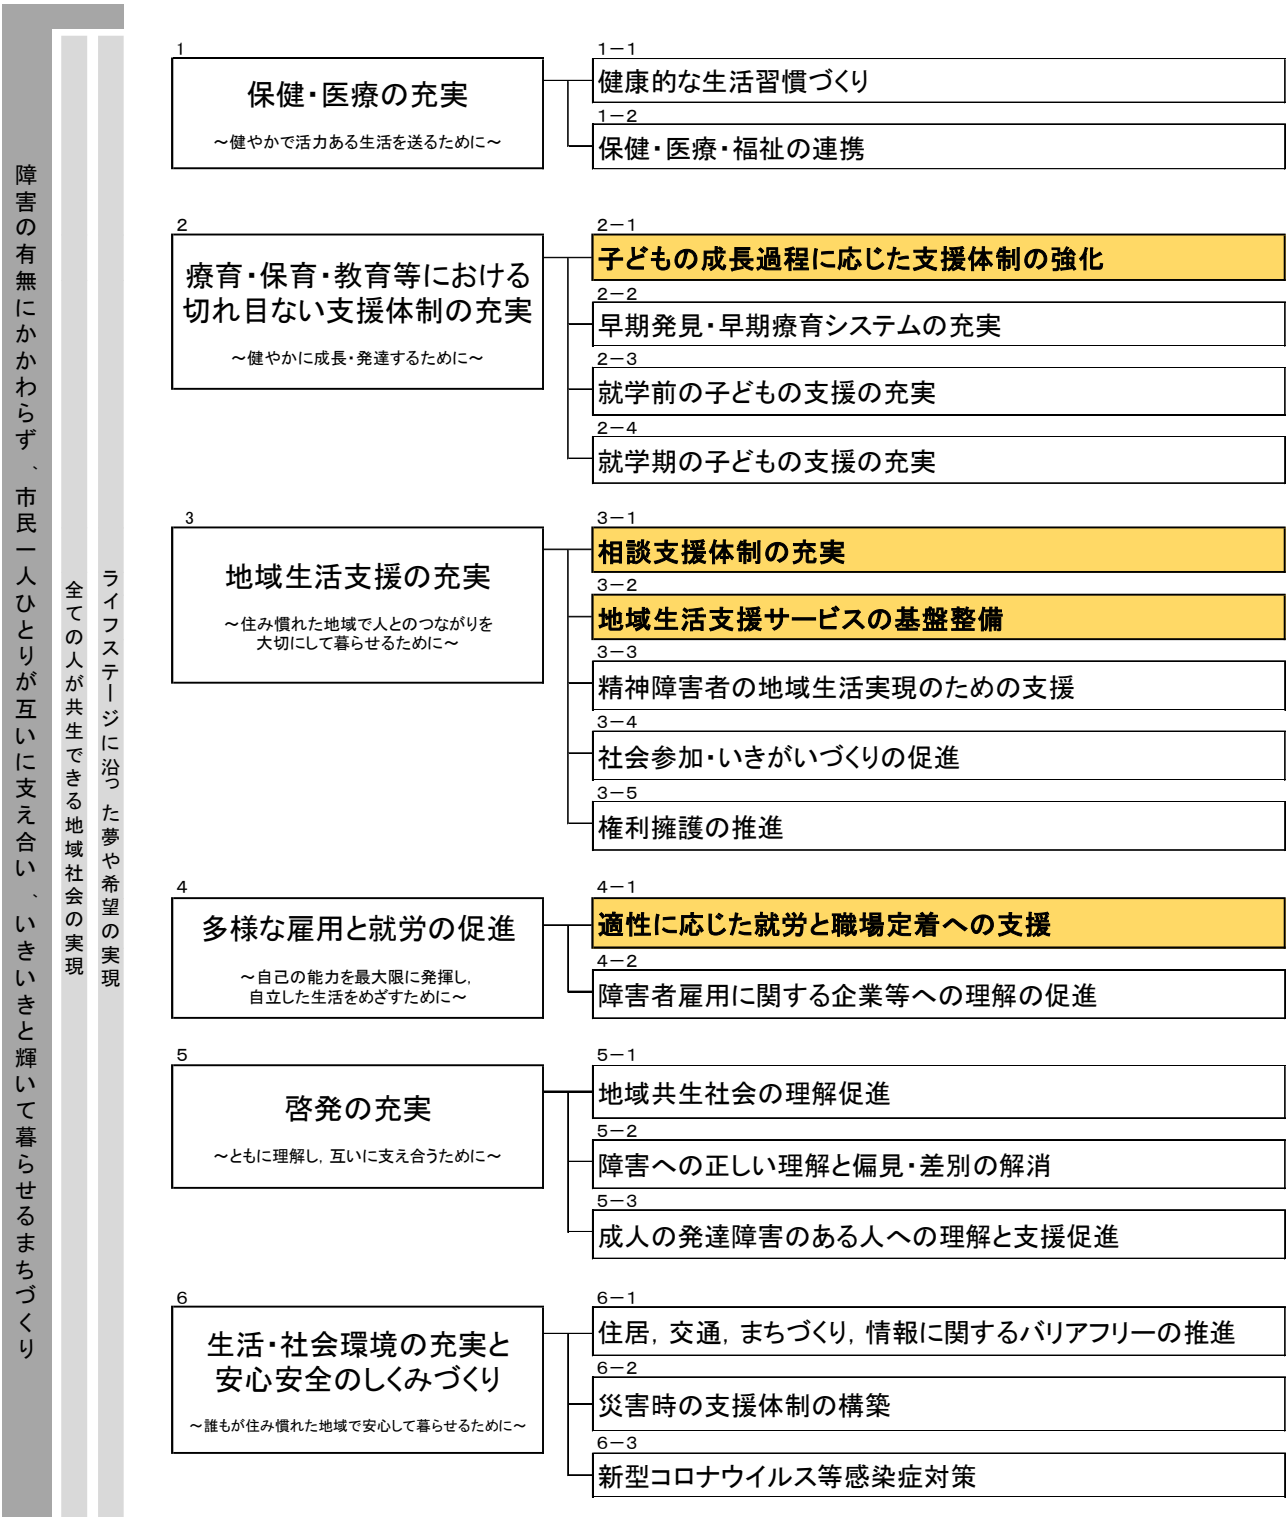 障害の有無にかかわらず、市民一人ひとりが互いに支え合い、いきいきと輝いて暮らせるまちづくり
全ての人が共生できる地域社会の実現
ライフステージに沿った夢や希望の実現
1
保健・医療の充実
～健やかで活力ある生活を送るために～
1－1
健康的な生活習慣づくり
1－2
保健・医療・福祉の連携
2
療育・保育・教育等における
切れ目ない支援体制の充実
～健やかに成長・発達するために～
2－1
子どもの成長過程に応じた支援体制の強化
2－2
早期発見・早期療育システムの充実
2－3
就学前の子どもの支援の充実
2－4
就学期の子どもの支援の充実
3
地域生活支援の充実
～住み慣れた地域で人とのつながりを
大切にして暮らせるために～
3－1
相談支援体制の充実
3－2
地域生活支援サービスの基盤整備
3－3
精神障害者の地域生活実現のための支援
3－4
社会参加・いきがいづくりの促進
3－5
権利擁護の推進
4
多様な雇用と就労の促進
～自己の能力を最大限に発揮し，
自立した生活をめざすために～
4－1
適性に応じた就労と職場定着への支援
4－2
障害者雇用に関する企業等への理解の促進
5
啓発の充実
～ともに理解し，互いに支え合うために～
5－1
地域共生社会の理解促進
5－2
障害への正しい理解と偏見・差別の解消
5－3
成人の発達障害のある人への理解と支援促進
6
生活・社会環境の充実と
安心安全のしくみづくり
～誰もが住み慣れた地域で安心して暮らせるために～
6－1
住居，交通，まちづくり，情報に関するバリアフリーの推進
6－2
災害時の支援体制の構築
6－3
新型コロナウイルス等感染症対策